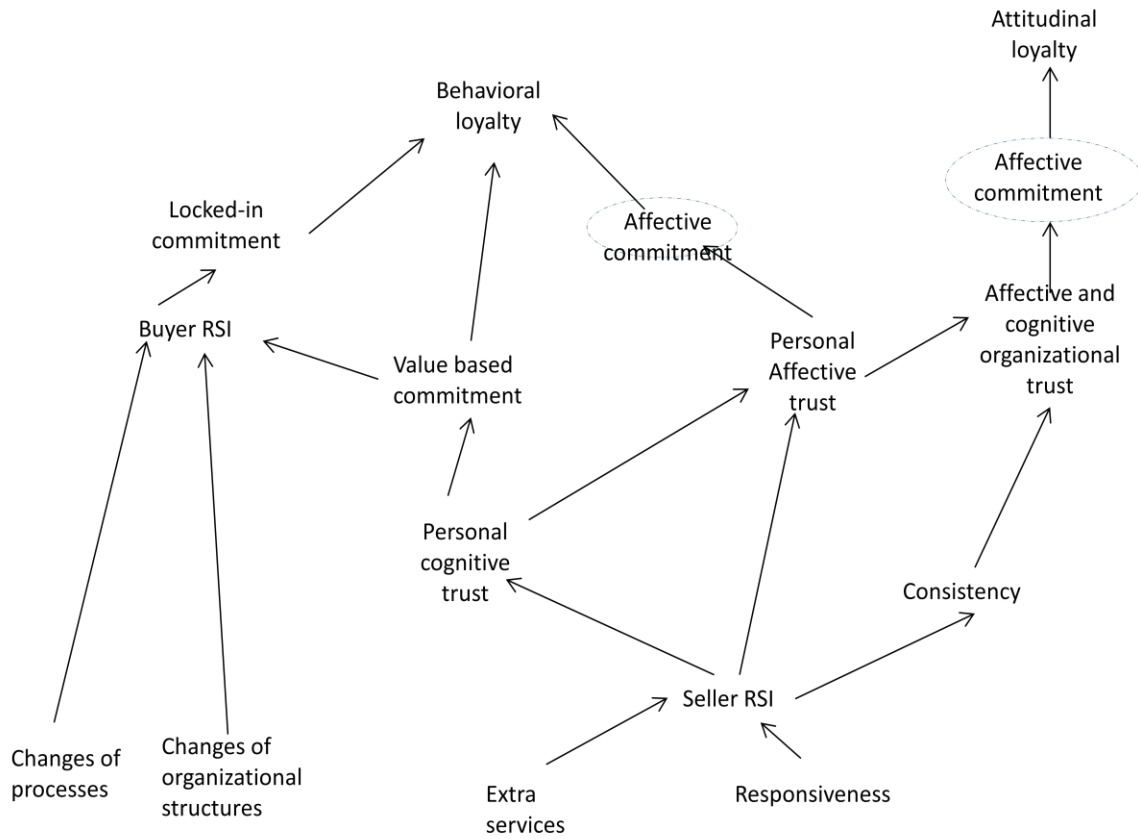 Attitudinal
loyalty
Behavioral
loyalty
Affective
commitment
Locked-in
commitment
Affective
commitment
Affective and
cognitive
organizational
trust
Buyer RSI
Personal
Affective
trust
Value based
commitment
Personal
cognitive
trust
Consistency
Seller RSI
Changes of
processes
Changes of
organizational
structures
Extra
services
Responsiveness